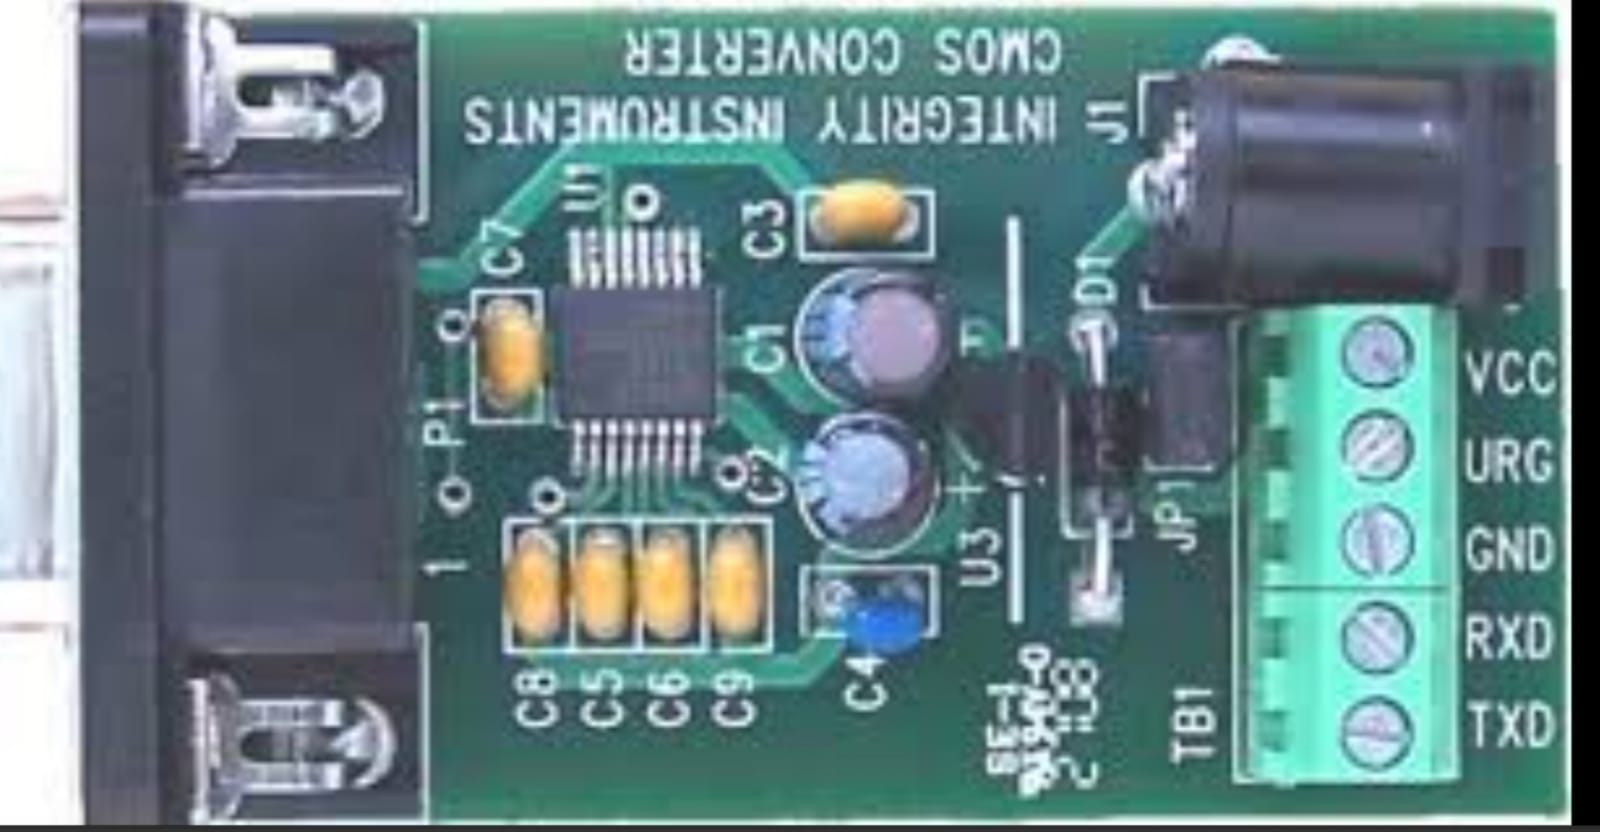 CMOS CONVERTER
INTEGRITY INSTRUMENTS
J1
U1
C3
C7
D1
C1
VCC
P1
C2
URG
JP1
U3
GND
1
RXD
C8
C5
C6
C9
C4
TB1
TXD